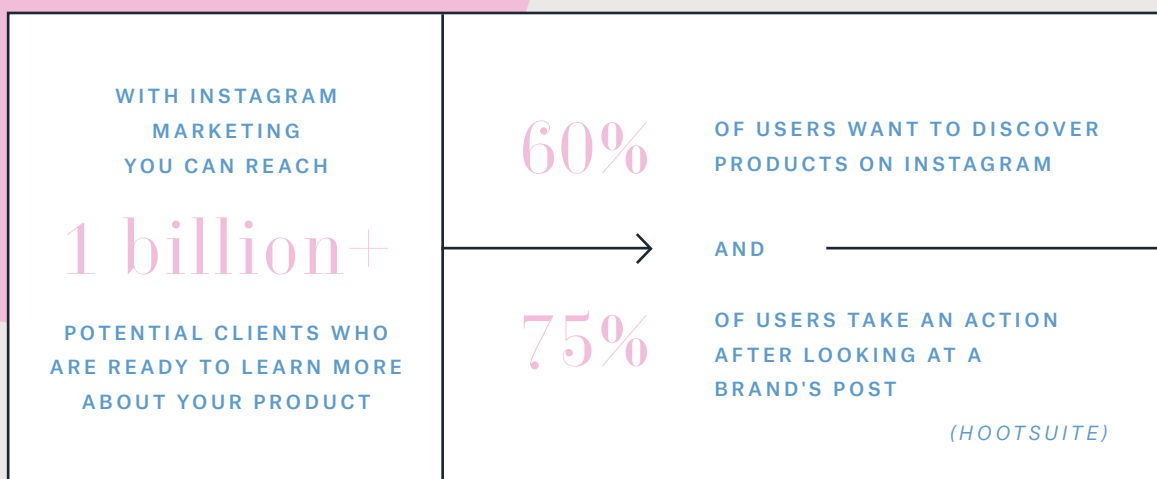 WITH INSTAGRAM
MARKETING
YOU CAN REACH
1 billion+
POTENTIAL CLIENTS WHO
ARE READY TO LEARN MORE
ABOUT YOUR PRODUCT
60%
OF USERS WANT TO DISCOVER
PRODUCTS ON INSTAGRAM
AND
75%
OF USERS TAKE AN ACTION
AFTER LOOKING AT A
BRAND'S POST
(HOOTSUITE)